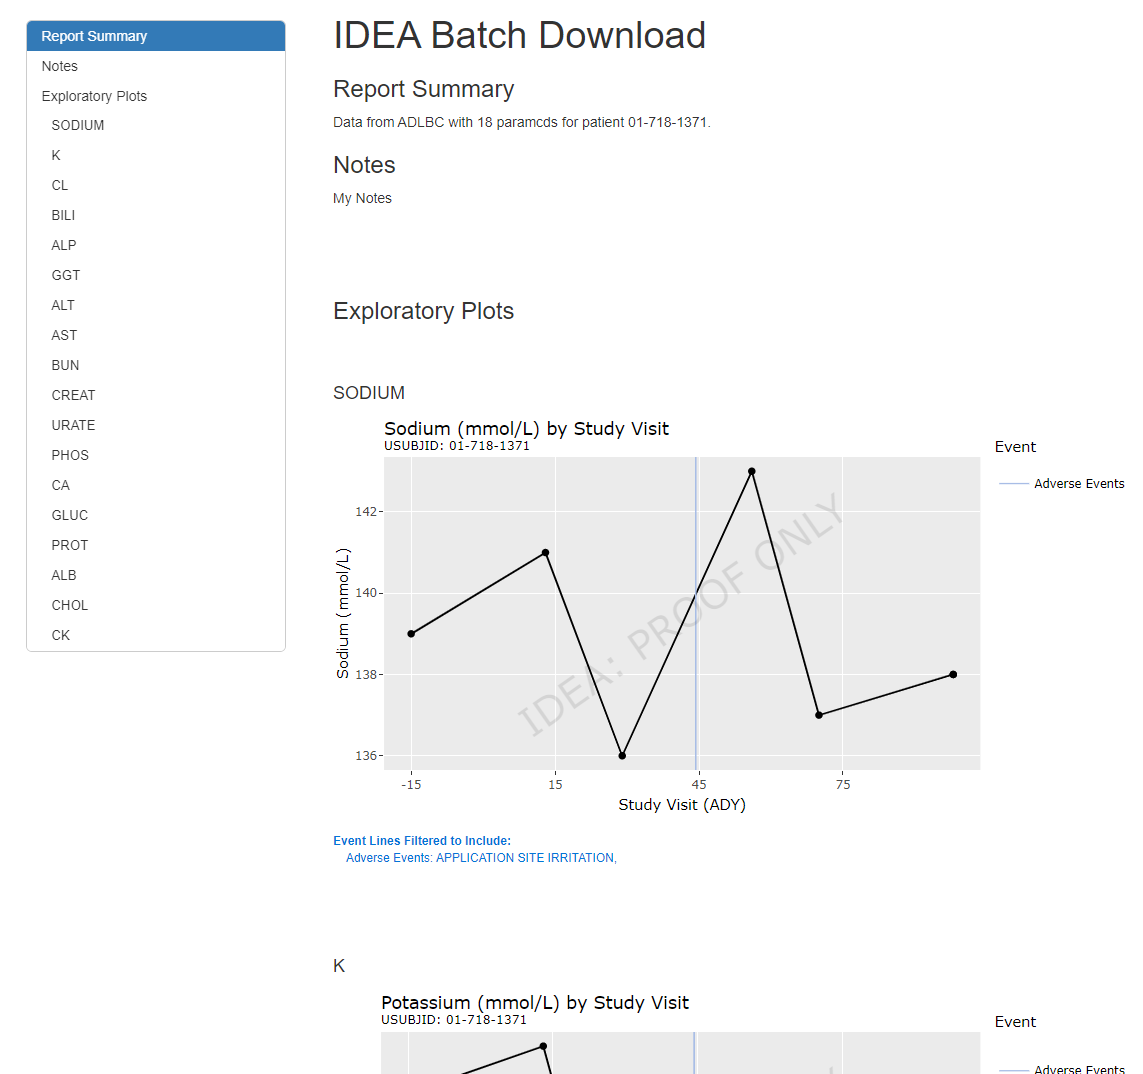 Report Summary
Notes
Exploratory Plots
SODIUM
K
CL
BILI
ALP
GGT
ALT
AST
BUN
CREAT
URATE
PHOS
CA
GLUC
PROT
ALB
CHOL
CK
IDEA Batch Download
Report Summary
Data from ADLBC with 18 paramcds for patient 01-718-1371.
Notes
My Notes
Exploratory Plots
SODIUM
Sodium (mmol/L) by Study Visit
USUBJID: 01-718-1371
Event
Adverse Events
Sodium (mmol/L)
142
140
138
136
IDEA: PROOF ONLY
-15 15 45 75
Study Visit (ADY)
Event Lines Filtered to Include:
Adverse Events: APPLICATION SITE IRRITATION,
K
Potassium (mmol/L) by Study Visit
USUBJID: 01-718-1371
Event
Adverse Events